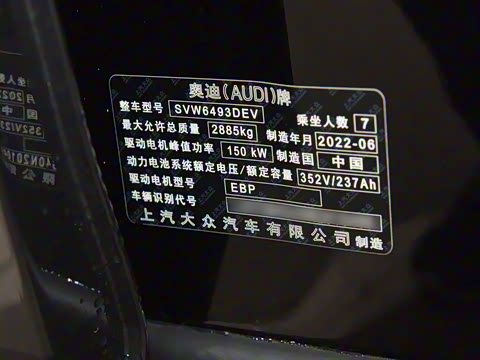 奥迪(AUDI)牌
整车型号 SVW6493DEV 乘坐人数 7
最大允许总质量 2885kg 制造年月 2022-06
驱动电机峰值功率 150 kW 制造国 中国
动力电池系统额定电压/额定容量 352V/237Ah
驱动电机型号 EBP
车辆识别代号
上汽大众汽车有限公司 制造